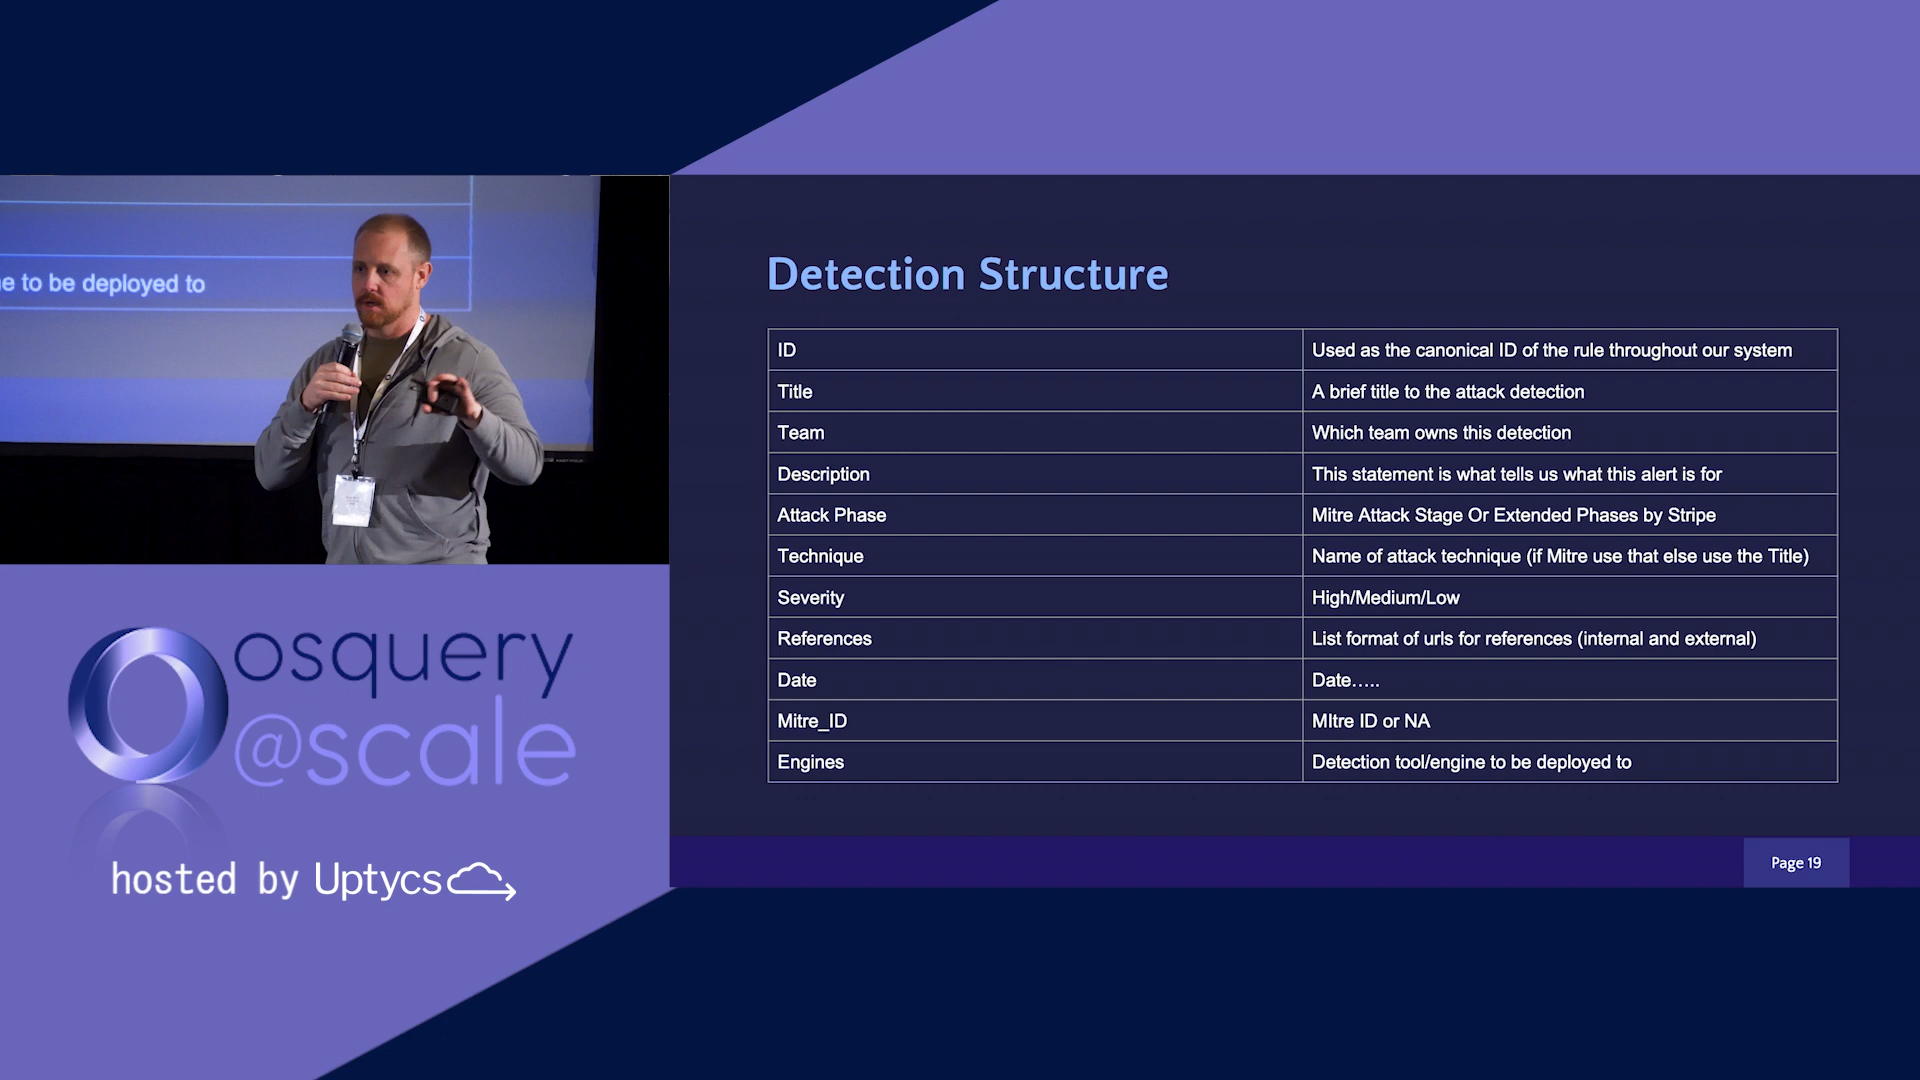 e to be deployed to
osquery
@scale
hosted by Uptycs
Detection Structure
ID Used as the canonical ID of the rule throughout our system
Title A brief title to the attack detection
Team Which team owns this detection
Description This statement is what tells us what this alert is for
Attack Phase Mitre Attack Stage Or Extended Phases by Stripe
Technique Name of attack technique (if Mitre use that else use the Title)
Severity High/Medium/Low
References List format of urls for references (internal and external)
Date Date.....
Mitre_ID MItre ID or NA
Engines Detection tool/engine to be deployed to
Page 19